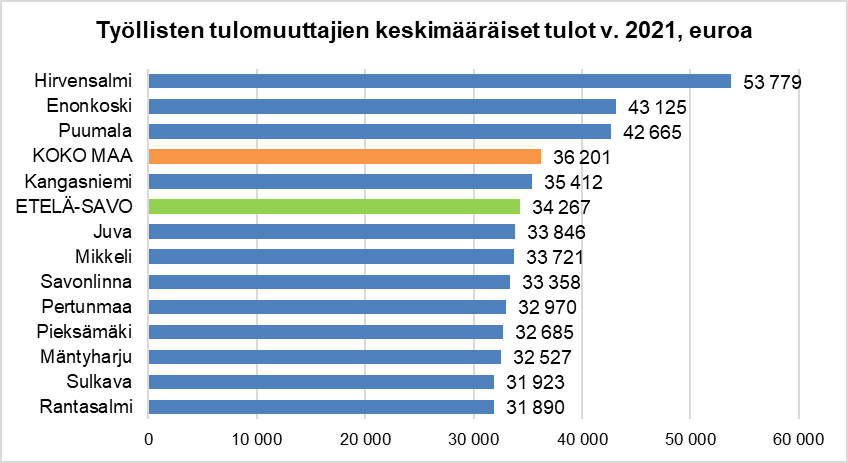 Työllisten tulomuuttajien keskimääräiset tulot v. 2021, euroa
Hirvensalmi 53 779
Enonkoski 43 125
Puumala 42 665
KOKO MAA 36 201
Kangasniemi 35 412
ETELÄ-SAVO 34 267
Juva 33 846
Mikkeli 33 721
Savonlinna 33 358
Pertunmaa 32 970
Pieksämäki 32 685
Mäntyharju 32 527
Sulkava 31 923
Rantasalmi 31 890
0 10 000 20 000 30 000 40 000 50 000 60 000